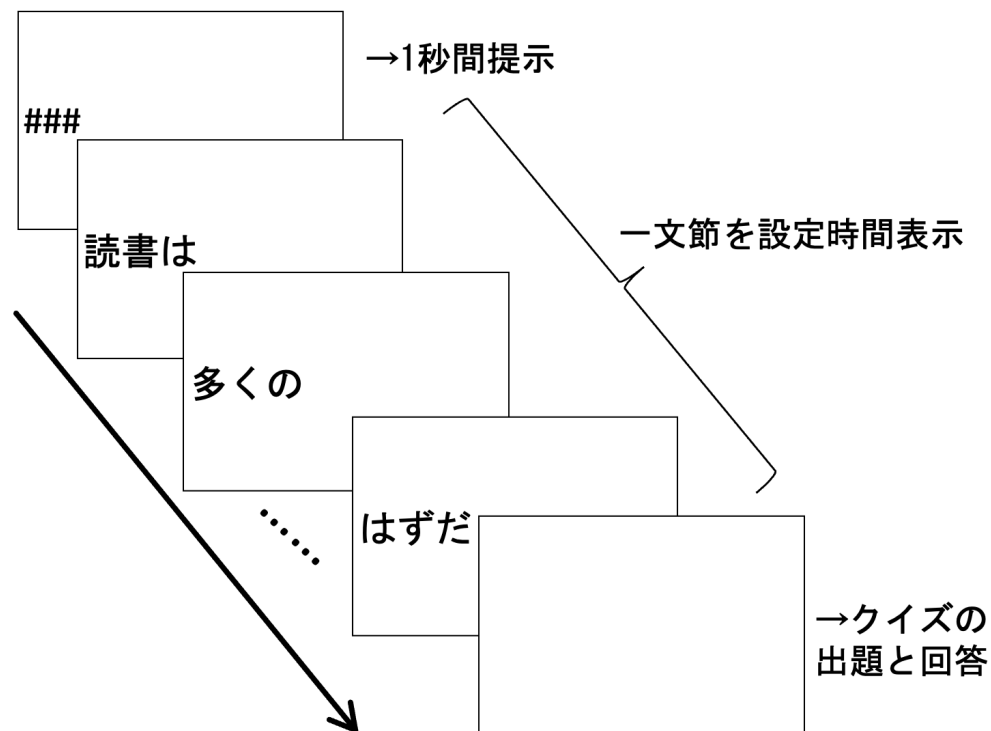 →1秒間提示
###
一文節を設定時間表示
読書は
多くの
はずだ
→クイズの
出題と回答